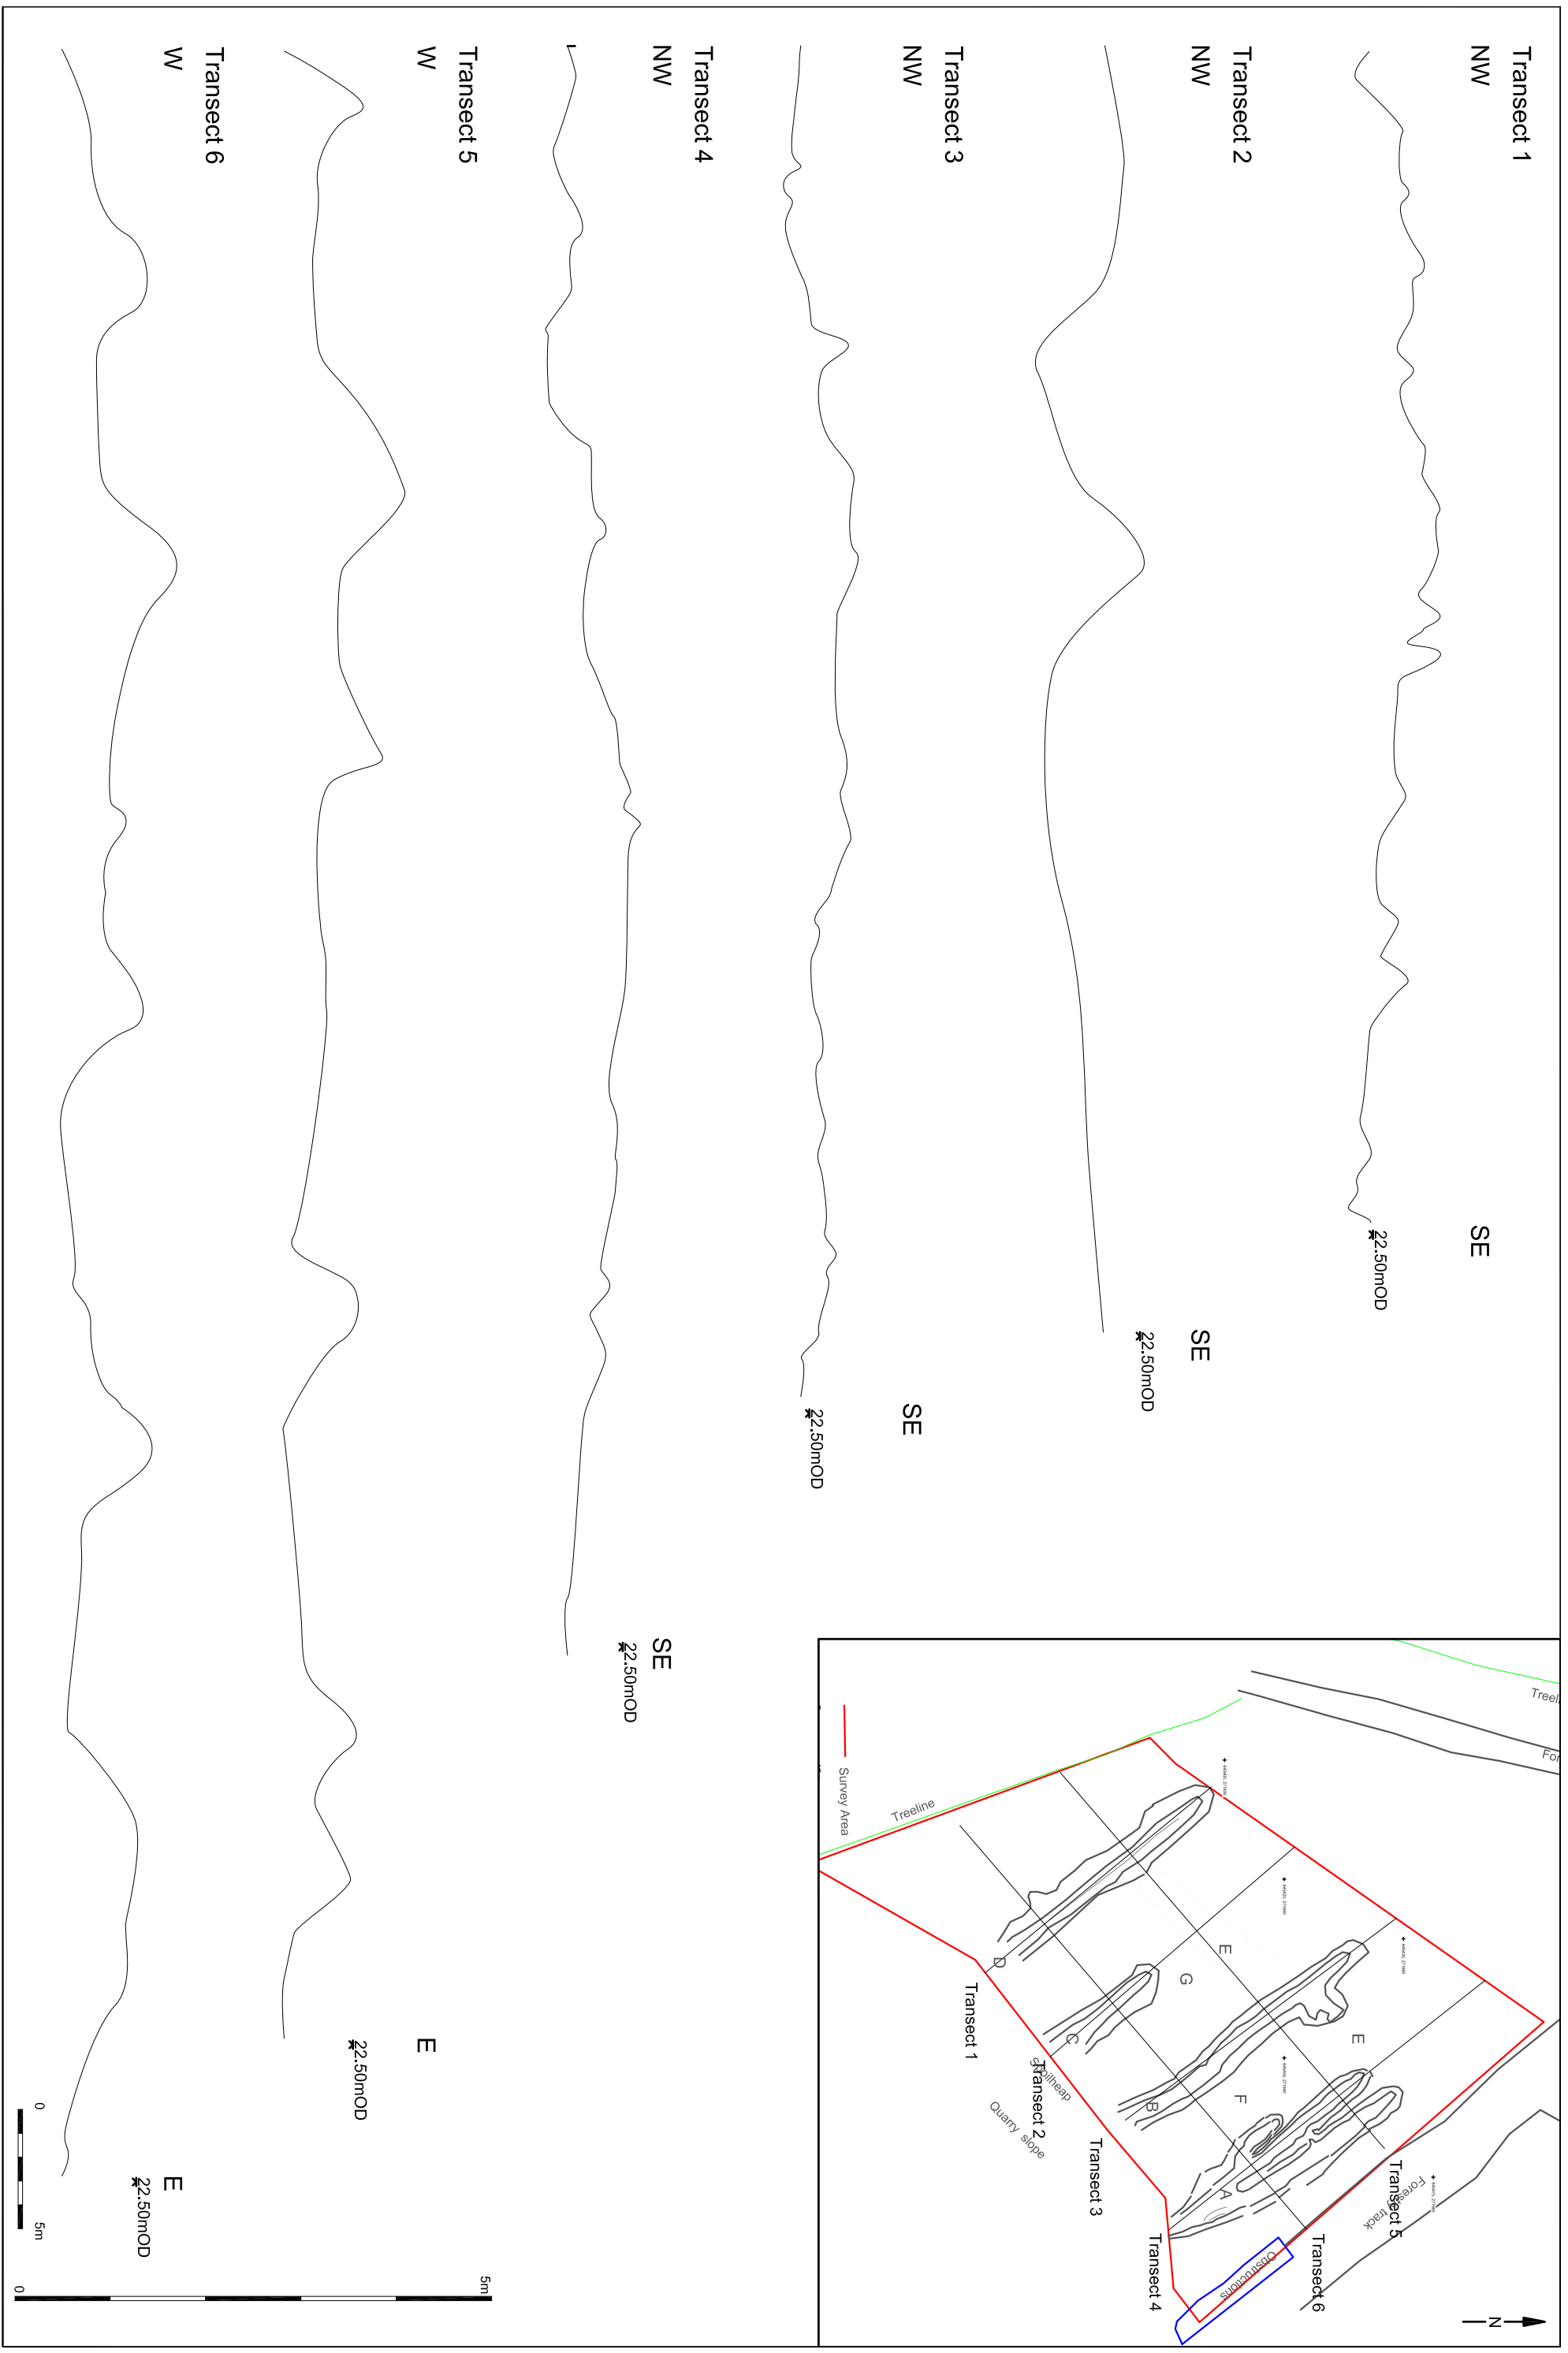 Transect 1
NW
SE
22.50mOD
Transect 2
NW
SE
22.50mOD
Transect 3
NW
SE
22.50mOD
Transect 4
NW
SE
22.50mOD
Transect 5
W
E
22.50mOD
Transect 6
W
E
22.50mOD
0
5m
0
5m
Treeline
Survey Area
D
E
G
C
E
F
B
A
Transect 1
Spoilheap
Transect 2
Quarry slope
Transect 3
Transect 4
Transect 5
Forestry track
Transect 6
Obstructions
N